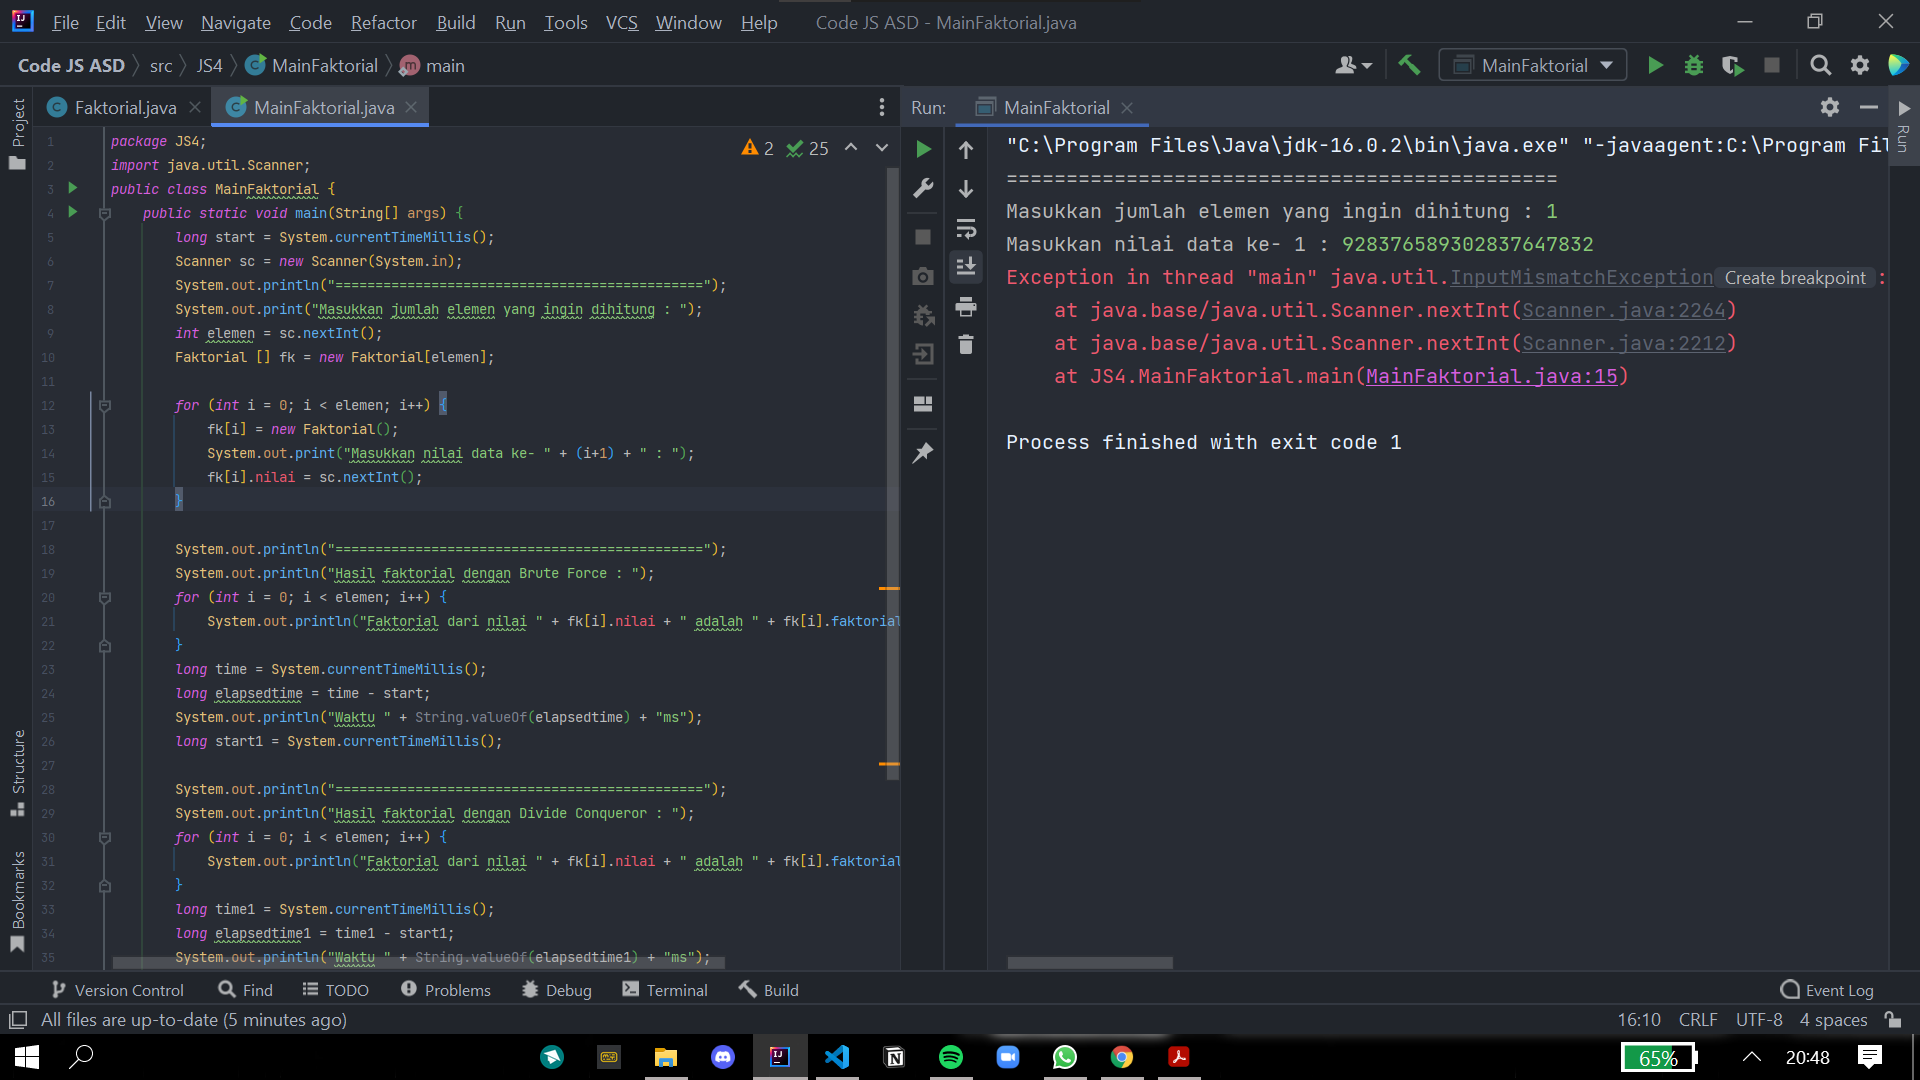 File Edit View Navigate Code Refactor Build Run Tools VCS Window Help Code JS ASD - MainFaktorial.java
Code JS ASD src JS4 MainFaktorial main MainFaktorial
Project
Faktorial.java MainFaktorial.java
1 package JS4;
2 import java.util.Scanner;
3 public class MainFaktorial {
4 public static void main(String[] args) {
5 long start = System.currentTimeMillis();
6 Scanner sc = new Scanner(System.in);
7 System.out.println("==============================================");
8 System.out.print("Masukkan jumlah elemen yang ingin dihitung : ");
9 int elemen = sc.nextInt();
10 Faktorial [] fk = new Faktorial[elemen];
11
12 for (int i = 0; i < elemen; i++) {
13 fk[i] = new Faktorial();
14 System.out.print("Masukkan nilai data ke- " + (i+1) + " : ");
15 fk[i].nilai = sc.nextInt();
16 }
17
18 System.out.println("==============================================");
19 System.out.println("Hasil faktorial dengan Brute Force : ");
20 for (int i = 0; i < elemen; i++) {
21 System.out.println("Faktorial dari nilai " + fk[i].nilai + " adalah " + fk[i].faktorial
22 }
23 long time = System.currentTimeMillis();
24 long elapsedtime = time - start;
25 System.out.println("Waktu " + String.valueOf(elapsedtime) + "ms");
26 long start1 = System.currentTimeMillis();
27
28 System.out.println("==============================================");
29 System.out.println("Hasil faktorial dengan Divide Conqueror : ");
30 for (int i = 0; i < elemen; i++) {
31 System.out.println("Faktorial dari nilai " + fk[i].nilai + " adalah " + fk[i].faktorial
32 }
33 long time1 = System.currentTimeMillis();
34 long elapsedtime1 = time1 - start1;
35 System.out.println("Waktu " + String.valueOf(elapsedtime1) + "ms");
2 25
Structure
Bookmarks
Run: MainFaktorial
Run
"C:\Program Files\Java\jdk-16.0.2\bin\java.exe" "-javaagent:C:\Program Fil
==============================================
Masukkan jumlah elemen yang ingin dihitung : 1
Masukkan nilai data ke- 1 : 928376589302837647832
Exception in thread "main" java.util.InputMismatchException Create breakpoint :
at java.base/java.util.Scanner.nextInt(Scanner.java:2264)
at java.base/java.util.Scanner.nextInt(Scanner.java:2212)
at JS4.MainFaktorial.main(MainFaktorial.java:15)
Process finished with exit code 1
Version Control Find TODO Problems Debug Terminal Build Event Log
All files are up-to-date (5 minutes ago) 16:10 CRLF UTF-8 4 spaces
65% 20:48